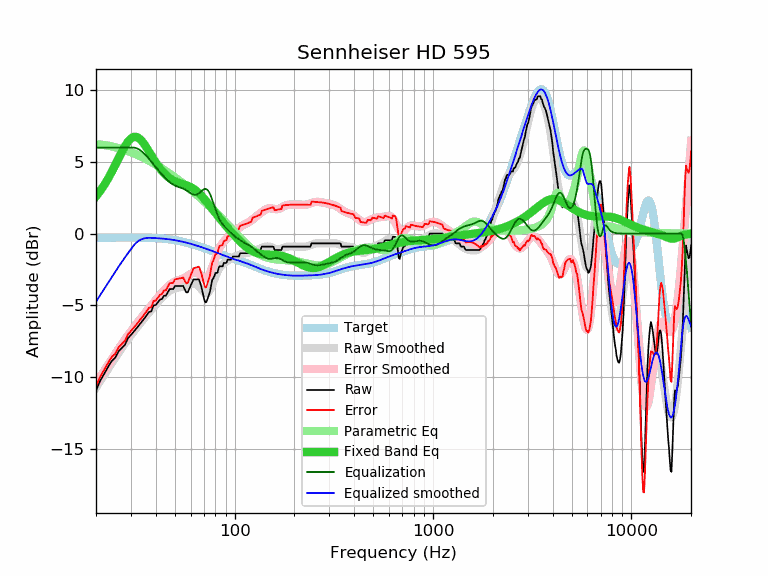 Sennheiser HD 595
10
5
0
−5
−10
−15
Amplitude (dBr)
Target
Raw Smoothed
Error Smoothed
Raw
Error
Parametric Eq
Fixed Band Eq
Equalization
Equalized smoothed
100
1000
10000
Frequency (Hz)